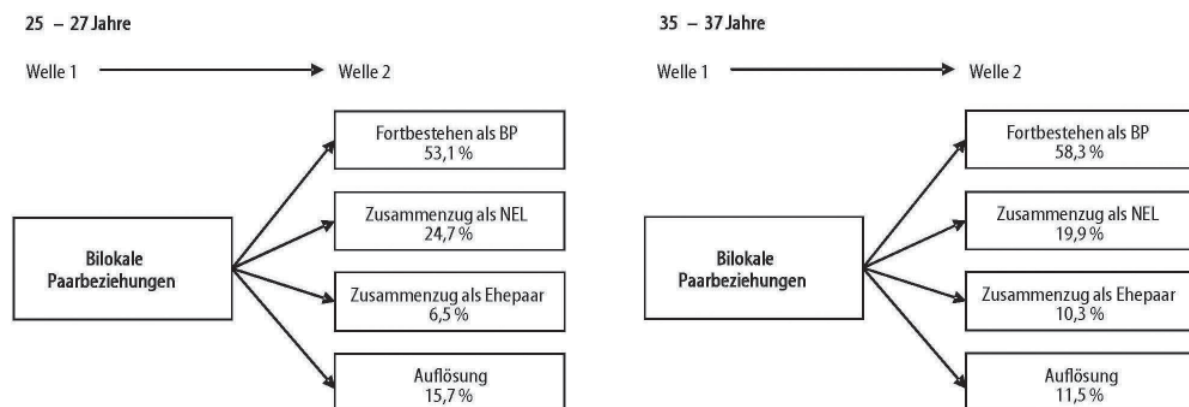 25 – 27 Jahre
Welle 1
Welle 2
Bilokale
Paarbeziehungen
Fortbestehen als BP
53,1 %
Zusammenzug als NEL
24,7 %
Zusammenzug als Ehepaar
6,5 %
Auflösung
15,7 %
35 – 37 Jahre
Welle 1
Welle 2
Bilokale
Paarbeziehungen
Fortbestehen als BP
58,3 %
Zusammenzug als NEL
19,9 %
Zusammenzug als Ehepaar
10,3 %
Auflösung
11,5 %